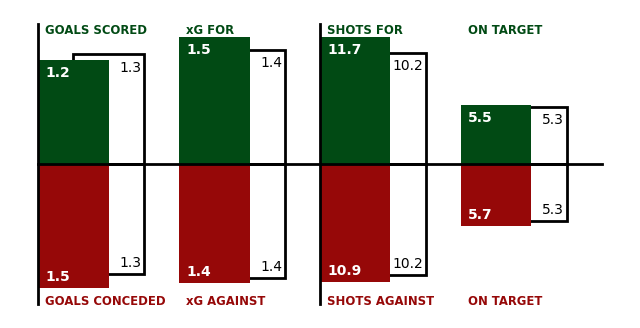 GOALS SCORED xG FOR SHOTS FOR ON TARGET
1.2 1.3 1.5 1.4 11.7 10.2 5.5 5.3
1.5 1.3 1.4 1.4 10.9 10.2 5.7 5.3
GOALS CONCEDED xG AGAINST SHOTS AGAINST ON TARGET